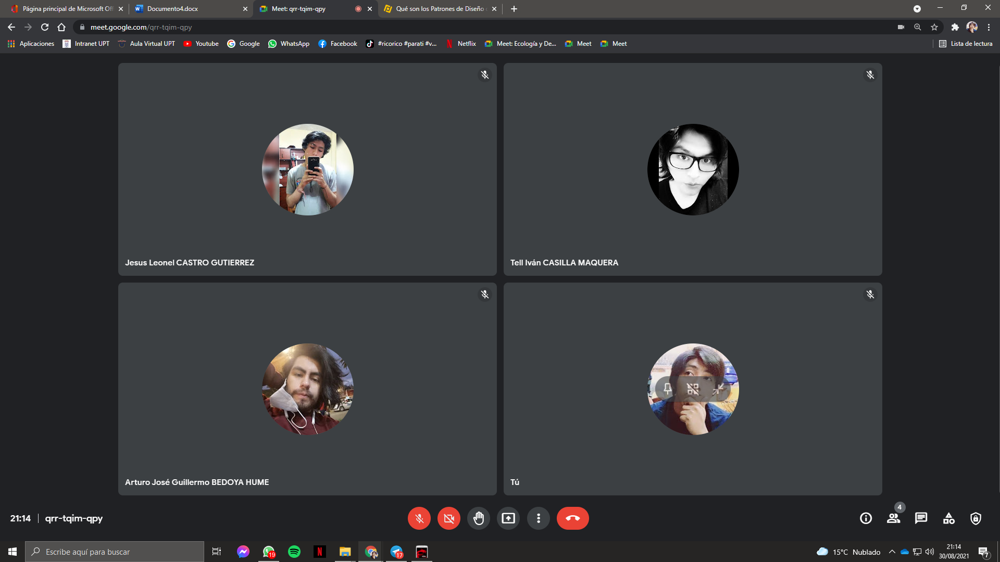 Página principal de Microsoft Off
Documento4.docx
Meet: qrr-tqim-qpy
Qué son los Patrones de Diseño
meet.google.com/qrr-tqim-qpy
Aplicaciones
Intranet UPT
Aula Virtual UPT
Youtube
Google
WhatsApp
Facebook
#ricorico #parati #v...
Netflix
Meet: Ecología y De...
Meet
Meet
Lista de lectura
Jesus Leonel CASTRO GUTIERREZ
Tell Iván CASILLA MAQUERA
Arturo José Guillermo BEDOYA HUME
Tú
21:14 | qrr-tqim-qpy
4
Escribe aquí para buscar
19
17
15°C Nublado
21:14
30/08/2021
7